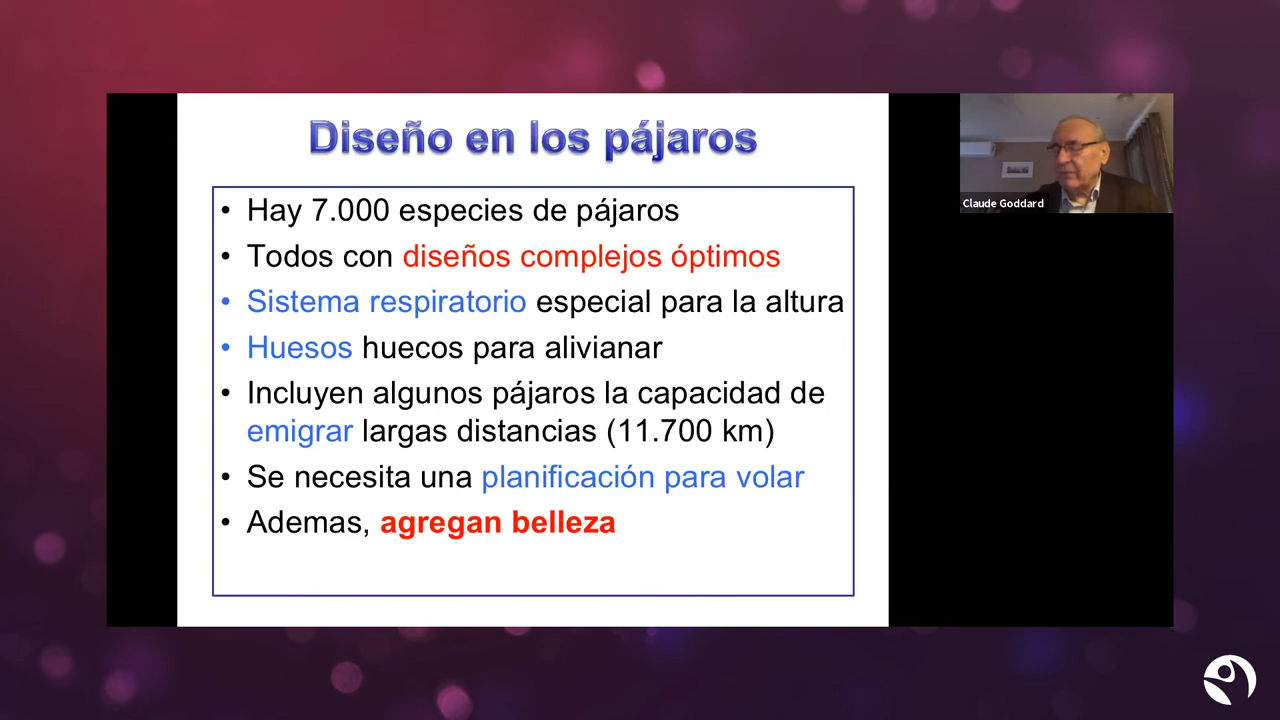 Diseño en los pájaros
• Hay 7.000 especies de pájaros
• Todos con diseños complejos óptimos
• Sistema respiratorio especial para la altura
• Huesos huecos para alivianar
• Incluyen algunos pájaros la capacidad de
emigrar largas distancias (11.700 km)
• Se necesita una planificación para volar
• Ademas, agregan belleza
Claude Goddard